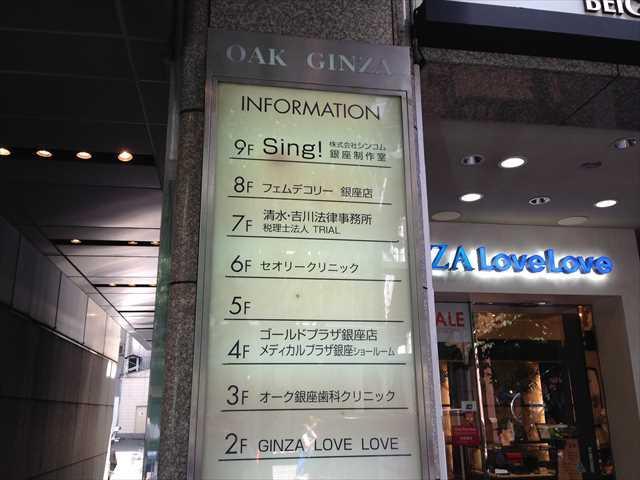 BEIG
OAK GINZA
INFORMATION
9F Sing! 株式会社シンコム
銀座制作室
8F フェムデコリー 銀座店
7F 清水・吉川法律事務所
税理士法人 TRIAL
6F セオリークリニック
5F
4F ゴールドプラザ銀座店
メディカルプラザ銀座ショールーム
3F オーク銀座歯科クリニック
2F GINZA LOVE LOVE
ZA LoveLove
ALE